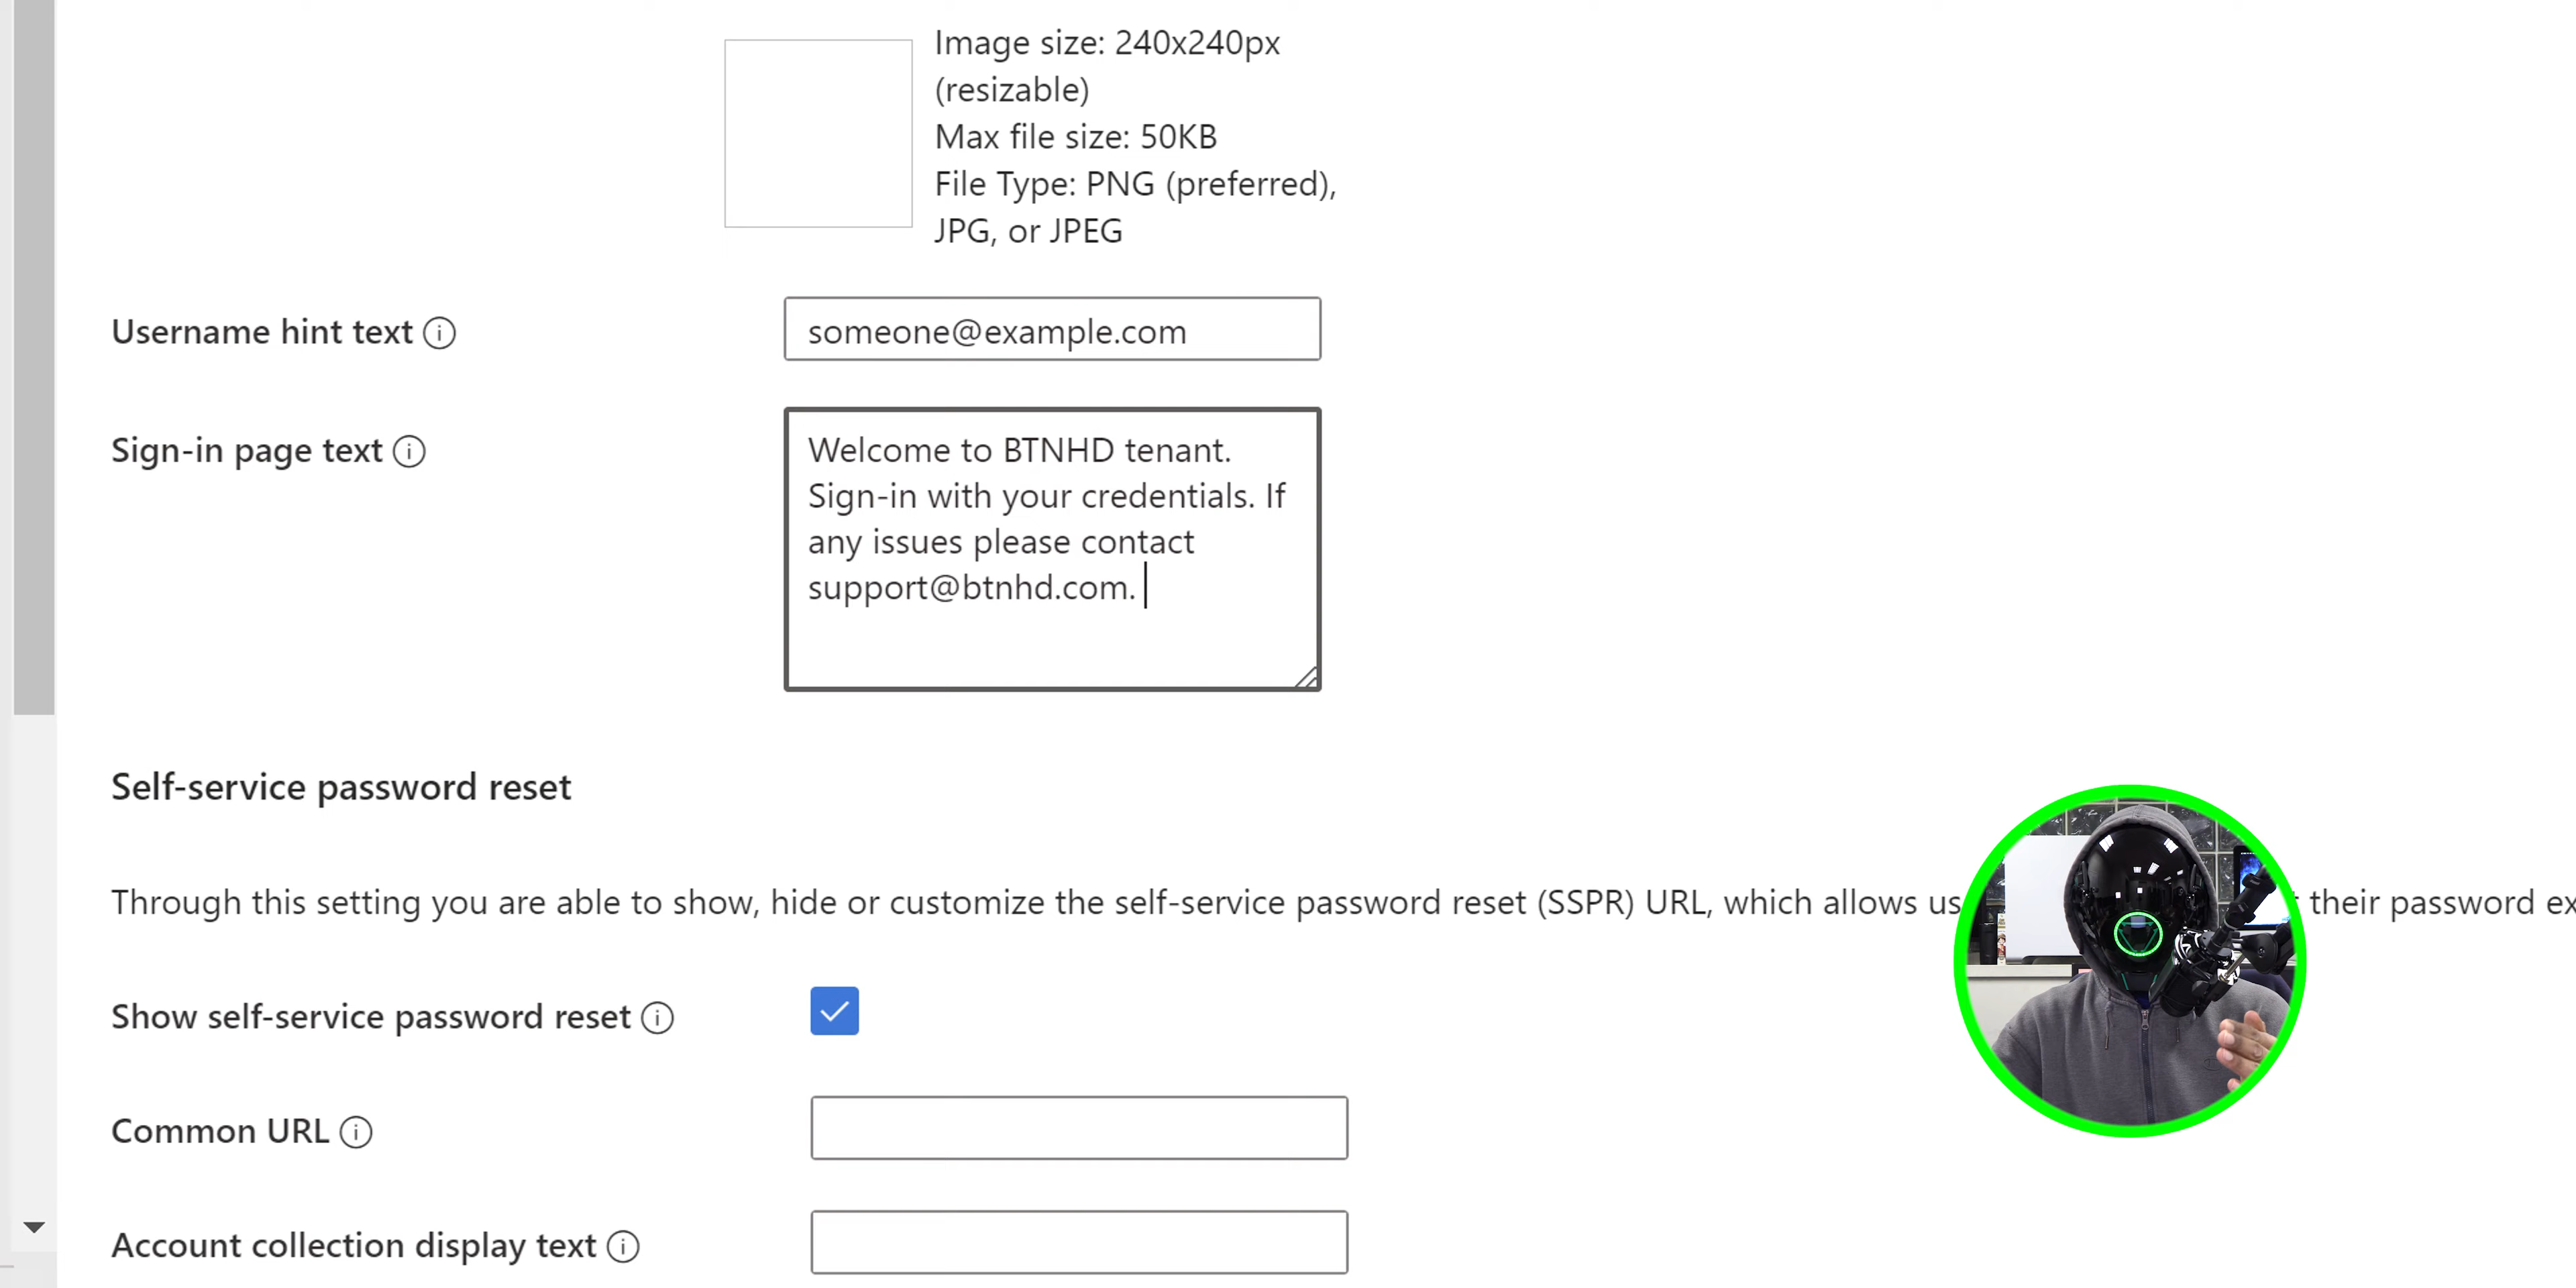 Image size: 240x240px
(resizable)
Max file size: 50KB
File Type: PNG (preferred),
JPG, or JPEG
Username hint text
someone@example.com
Sign-in page text
Welcome to BTNHD tenant.
Sign-in with your credentials. If
any issues please contact
support@btnhd.com.
Self-service password reset
Through this setting you are able to show, hide or customize the self-service password reset (SSPR) URL, which allows us their password ex
Show self-service password reset
Common URL
Account collection display text